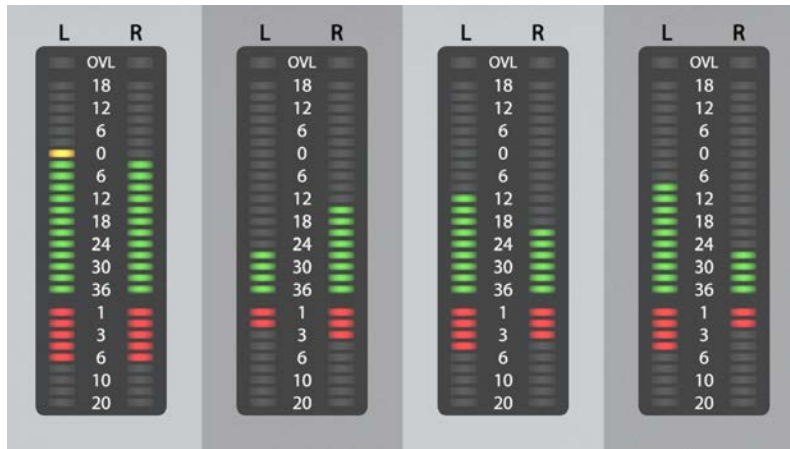 L R L R L R L R
OVL OVL OVL OVL
18 18 18 18
12 12 12 12
6 6 6 6
0 0 0 0
6 6 6 6
12 12 12 12
18 18 18 18
24 24 24 24
30 30 30 30
36 36 36 36
1 1 1 1
3 3 3 3
6 6 6 6
10 10 10 10
20 20 20 20